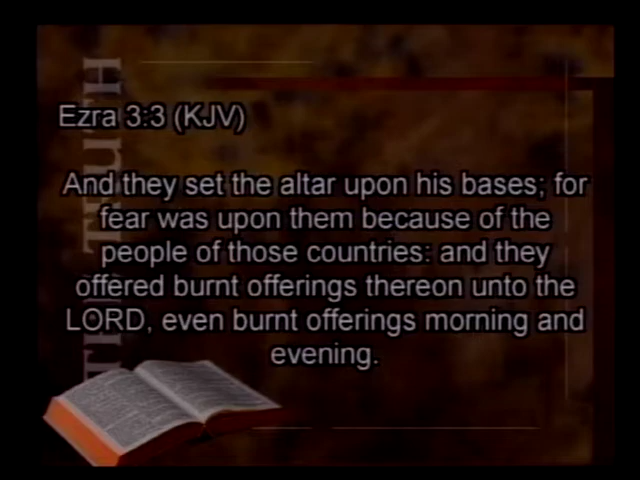 Ezra 3:3 (KJV)
And they set the altar upon his bases; for
fear was upon them because of the
people of those countries: and they
offered burnt offerings thereon unto the
LORD, even burnt offerings morning and
evening.
THE TRUTH